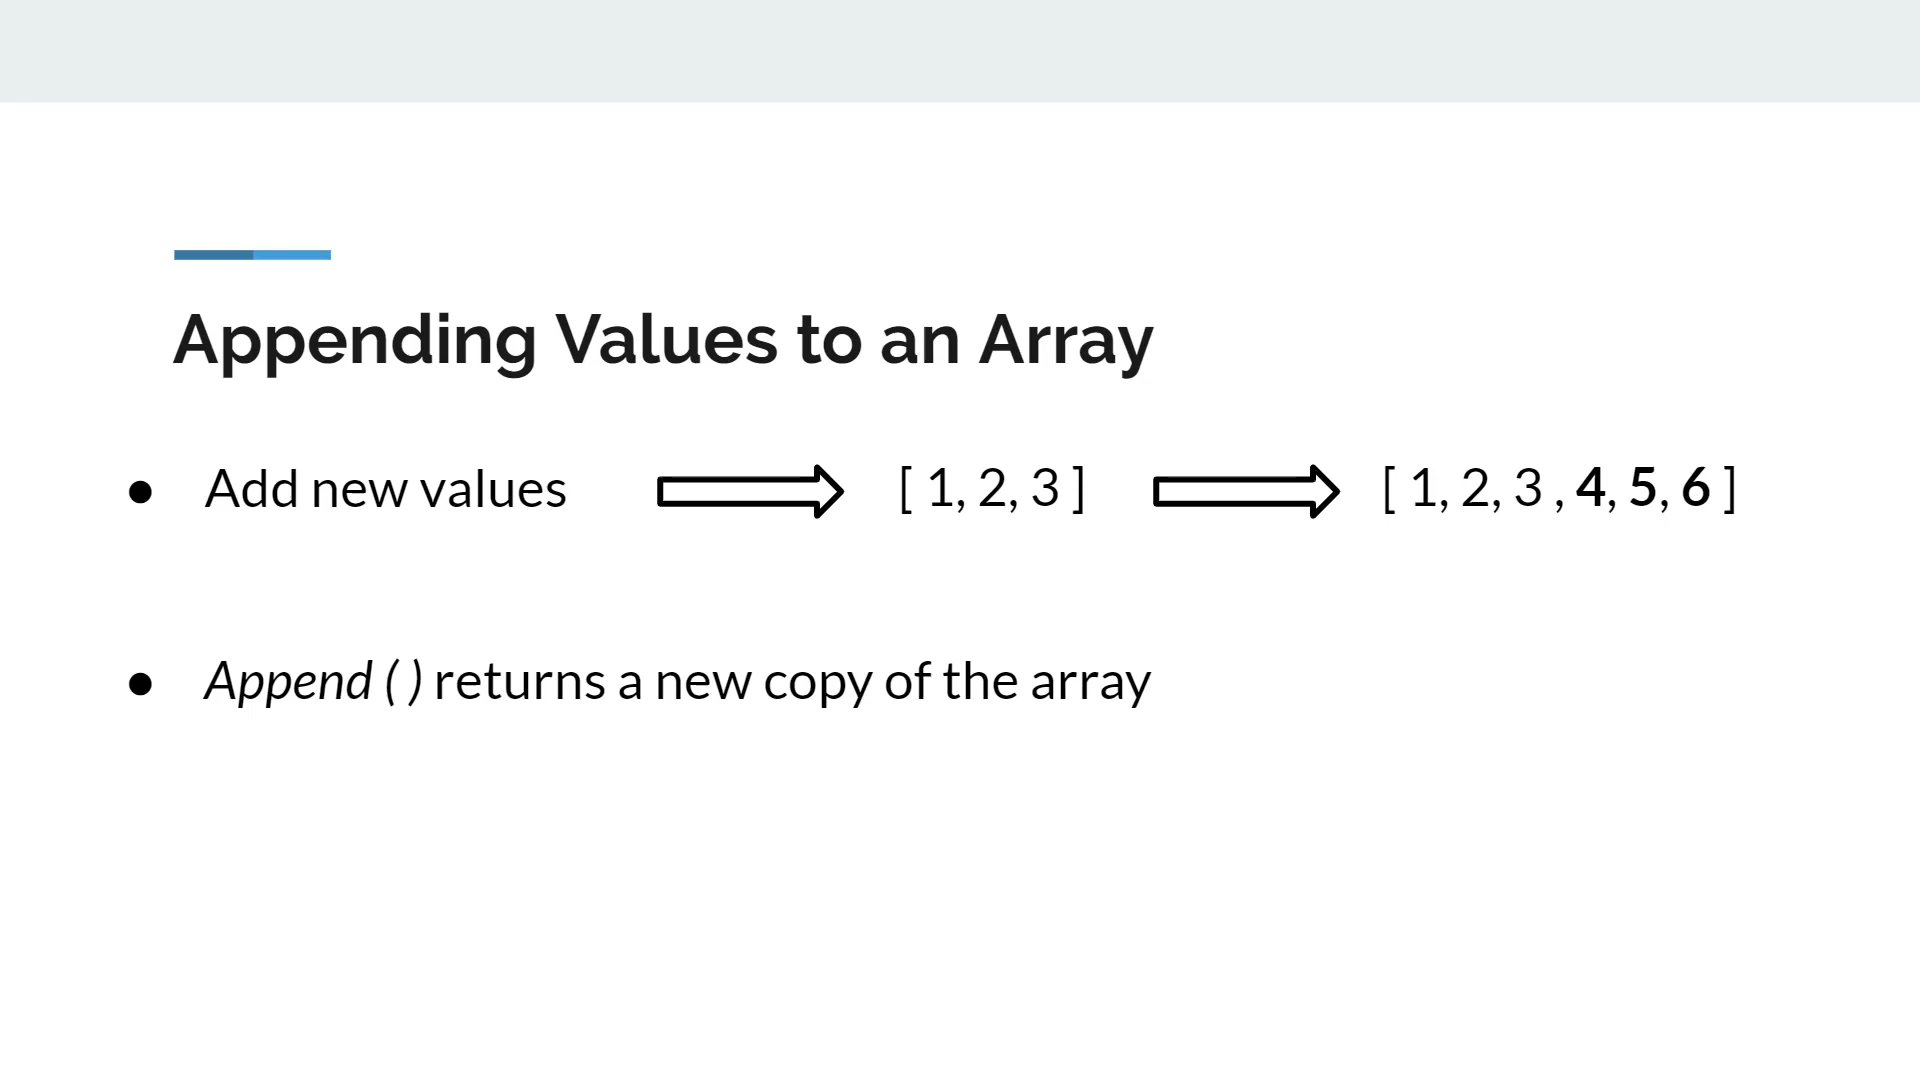 Appending Values to an Array
● Add new values [ 1, 2, 3 ] [ 1, 2, 3 , 4, 5, 6 ]
● Append ( ) returns a new copy of the array